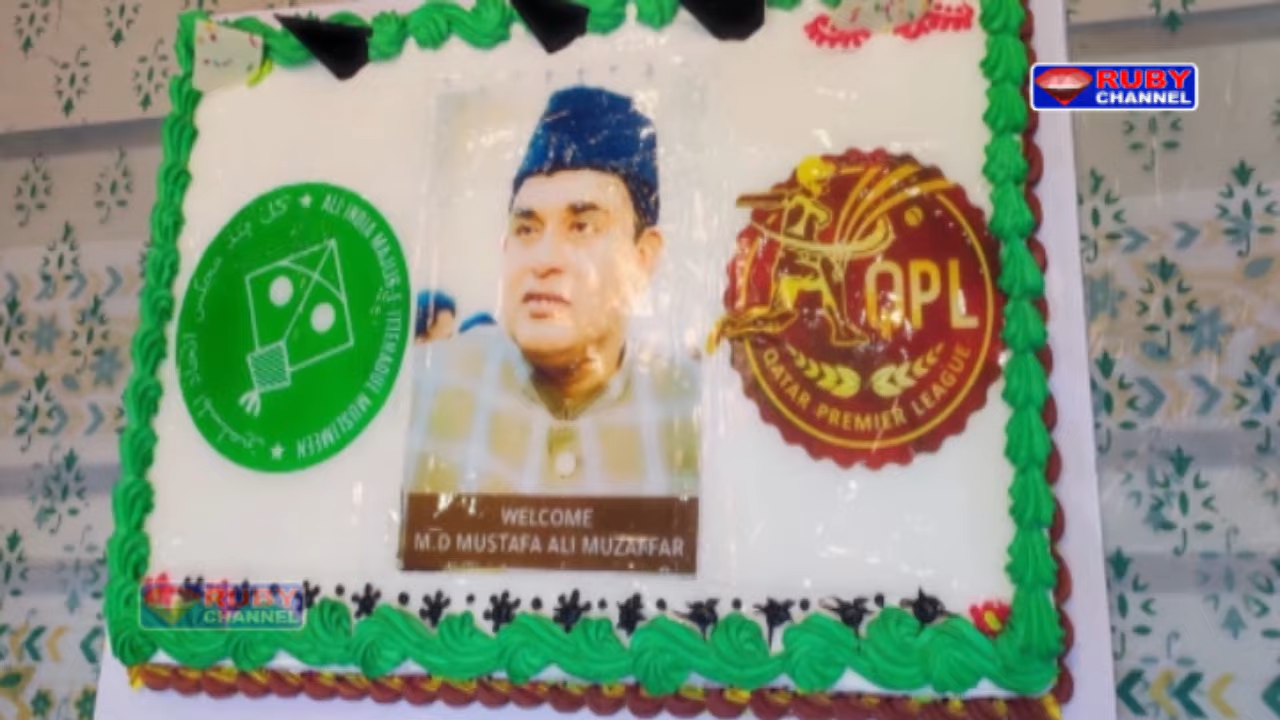 RUBY
CHANNEL
ALL INDIA MAJLIS-E-ITTEHADUL MUSLIMEEN
QPL
QATAR PREMIER LEAGUE
WELCOME
M.D MUSTAFA ALI MUZAFFAR
RUBY
CHANNEL